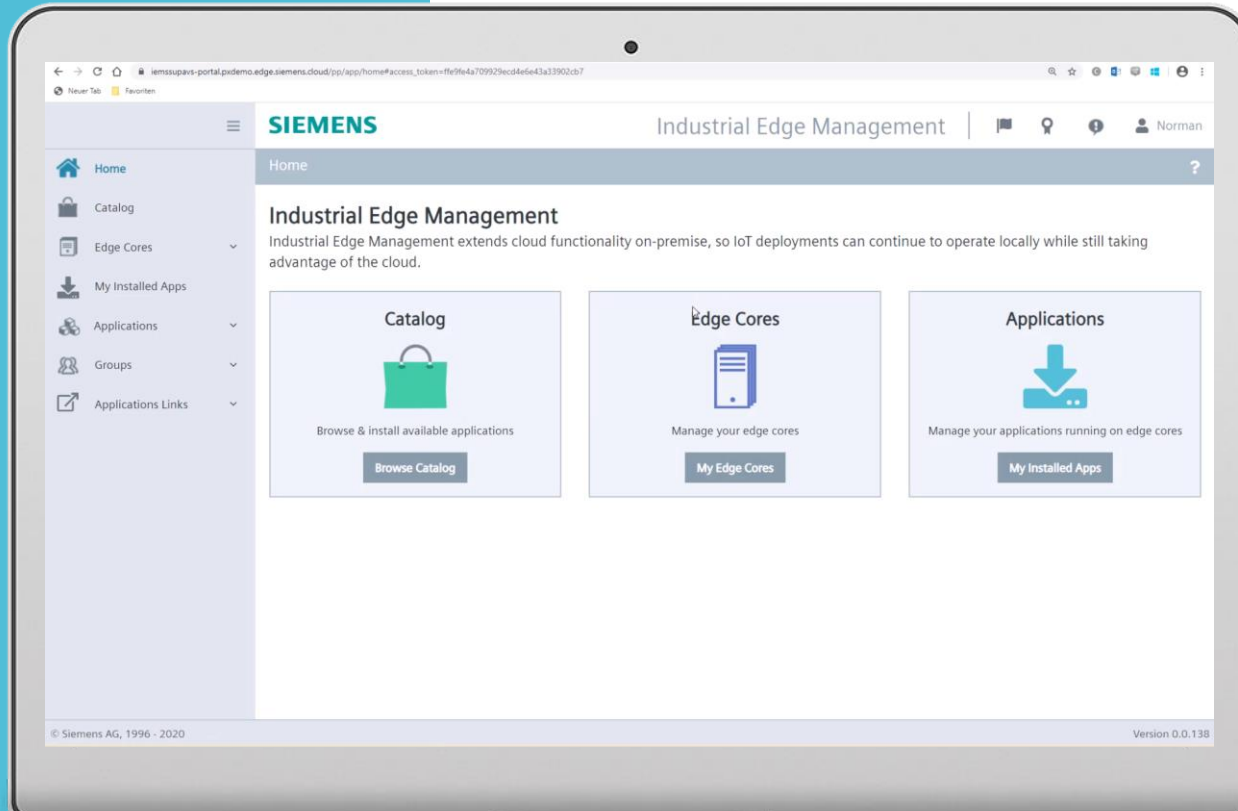 iemssupavs-portal.pxdemo.edge.siemens.cloud/pp/app/home#access_token=ffe9fe4a709929ecd4e6e43a33902cb7
Neuer Tab Favoriten
SIEMENS
Industrial Edge Management
Norman
Home
Catalog
Edge Cores
My Installed Apps
Applications
Groups
Applications Links
Home
?
Industrial Edge Management
Industrial Edge Management extends cloud functionality on-premise, so IoT deployments can continue to operate locally while still taking
advantage of the cloud.
Catalog
Browse & install available applications
Browse Catalog
Edge Cores
Manage your edge cores
My Edge Cores
Applications
Manage your applications running on edge cores
My Installed Apps
© Siemens AG, 1996 - 2020
Version 0.0.138